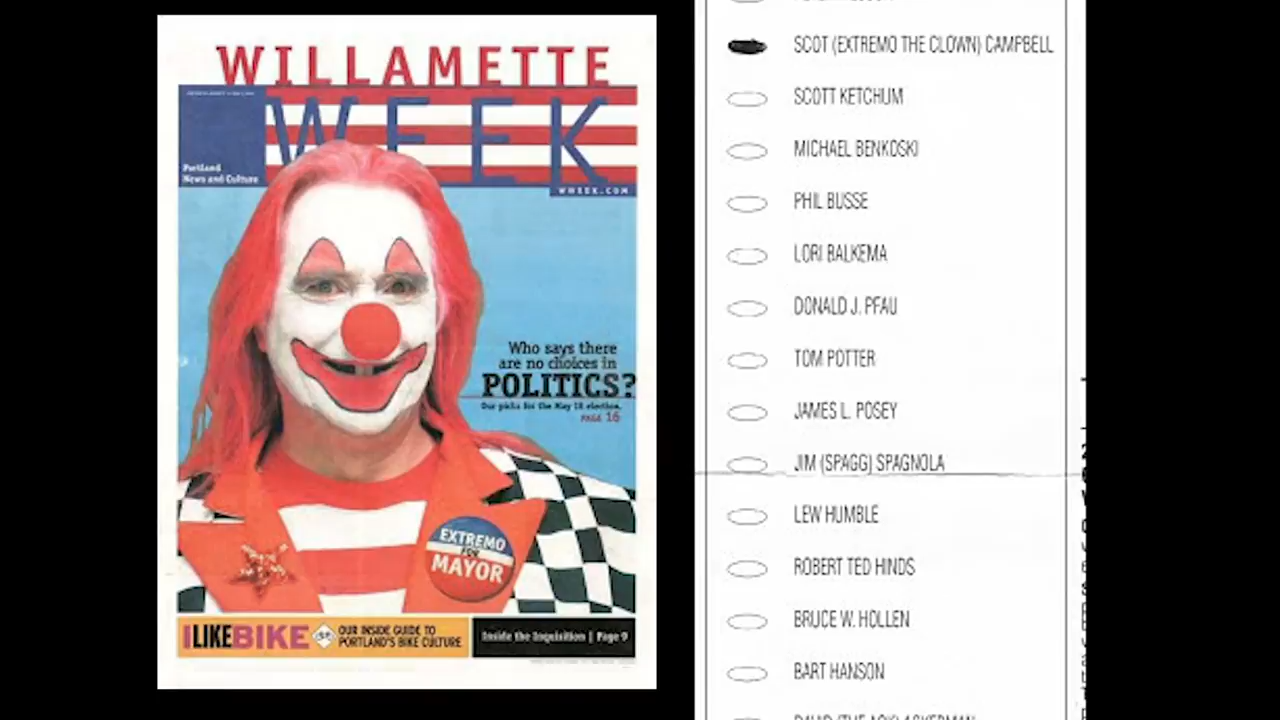 WILLAMETTE
WEEK
Portland
News and Culture
WWEEK.COM
Who says there
are no choices in
POLITICS?
Our picks for the May 18 election.
PAGE 16
EXTREMO
FOR
MAYOR
I LIKE BIKE
OUR INSIDE GUIDE TO
PORTLAND'S BIKE CULTURE
Inside the Inquisition | Page 9
SCOT (EXTREMO THE CLOWN) CAMPBELL
SCOTT KETCHUM
MICHAEL BENKOSKI
PHIL BUSSE
LORI BALKEMA
DONALD J. PFAU
TOM POTTER
JAMES L. POSEY
JIM (SPAGG) SPAGNOLA
LEW HUMBLE
ROBERT TED HINDS
BRUCE W. HOLLEN
BART HANSON